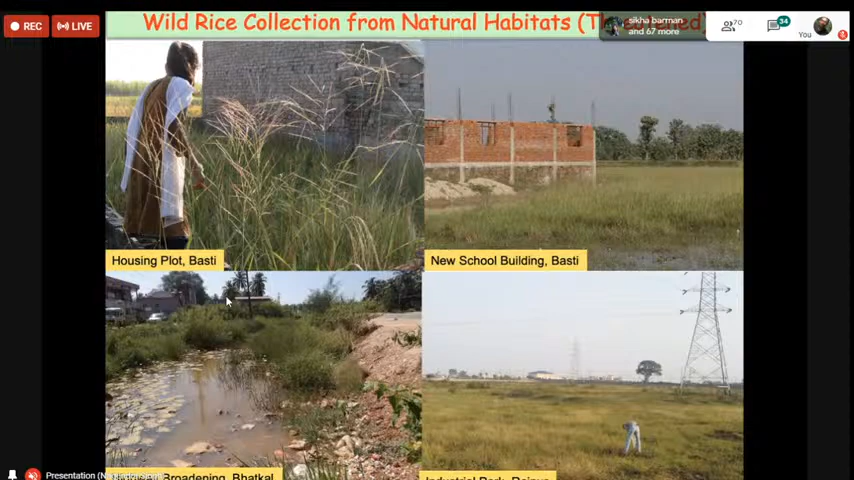 REC
LIVE
Wild Rice Collection from Natural Habitats
sikha barman
and 67 more
70
34
You
Housing Plot, Basti
New School Building, Basti
Broadening, Bhatkal
Presentation